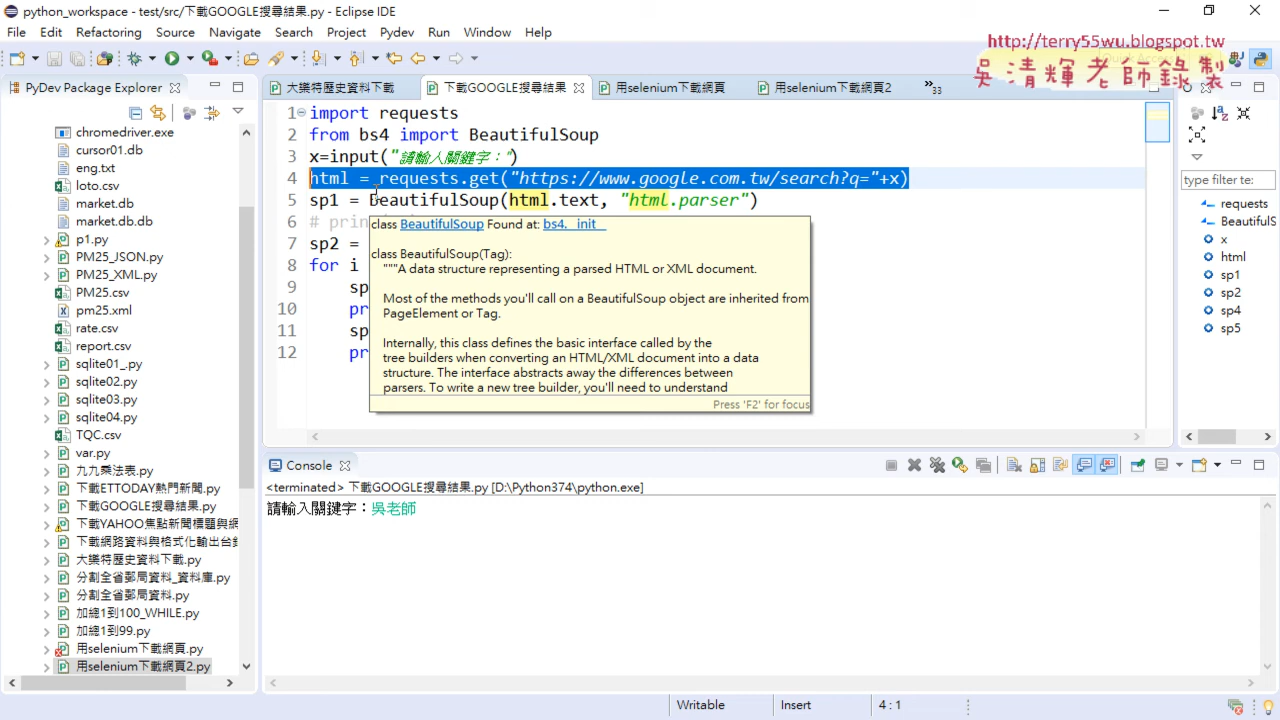 python_workspace - test/src/下載GOOGLE搜尋結果.py - Eclipse IDE
File Edit Refactoring Source Navigate Search Project Pydev Run Window Help
http://terry55wu.blogspot.tw
吳清輝老師錄製
PyDev Package Explorer
大樂特歷史資料下載 下載GOOGLE搜尋結果 用selenium下載網頁 用selenium下載網頁2 »33
chromedriver.exe
cursor01.db
eng.txt
loto.csv
market.db
market.db.db
p1.py
PM25_JSON.py
PM25_XML.py
PM25.csv
pm25.xml
rate.csv
report.csv
sqlite01_.py
sqlite02.py
sqlite03.py
sqlite04.py
TQC.csv
var.py
九九乘法表.py
下載ETTODAY熱門新聞.py
下載GOOGLE搜尋結果.py
下載YAHOO焦點新聞標題與網
下載網路資料與格式化輸出台
大樂特歷史資料下載.py
分割全省郵局資料_資料庫.py
分割全省郵局資料.py
加總1到100_WHILE.py
加總1到99.py
用selenium下載網頁.py
用selenium下載網頁2.py
1 import requests
2 from bs4 import BeautifulSoup
3 x=input("請輸入關鍵字：")
4 html = requests.get("https://www.google.com.tw/search?q="+x)
5 sp1 = BeautifulSoup(html.text, "html.parser")
6 # prin
7 sp2 =
8 for i
9 sp
10 pr
11 sp
12 pr
class BeautifulSoup Found at: bs4.__init__
class BeautifulSoup(Tag):
"""A data structure representing a parsed HTML or XML document.
Most of the methods you'll call on a BeautifulSoup object are inherited from
PageElement or Tag.
Internally, this class defines the basic interface called by the
tree builders when converting an HTML/XML document into a data
structure. The interface abstracts away the differences between
parsers. To write a new tree builder, you'll need to understand
Press 'F2' for focus
type filter te:
requests
BeautifulS
x
html
sp1
sp2
sp4
sp5
Console
<terminated> 下載GOOGLE搜尋結果.py [D:\Python374\python.exe]
請輸入關鍵字：吳老師
Writable Insert 4 : 1